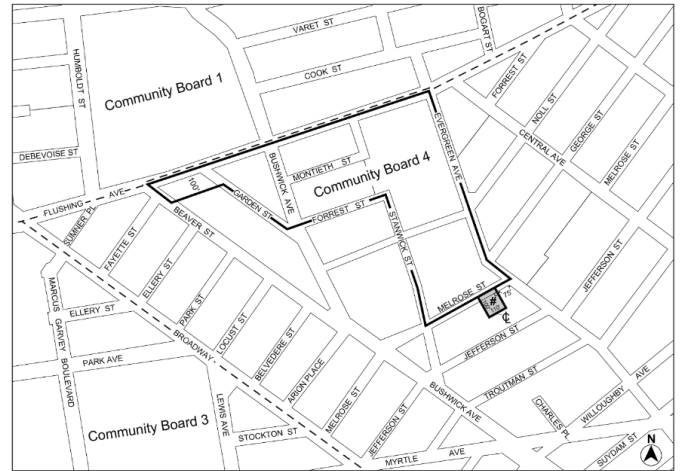 VARET ST
BOGART ST
HUMBOLDT ST
COOK ST
FORREST ST
Community Board 1
NOLL ST
EVERGREEN AVE
GEORGE ST
CENTRAL AVE
DEBEVOISE ST
BUSHWICK AVE
MONTIETH ST
Community Board 4
MELROSE ST
100'
FLUSHING AVE
GARDEN ST
FORREST ST
SUMNER PL
BEAVER ST
STANWICK ST
FAYETTE ST
ELLERY ST
JEFFERSON ST
MARCUS GARVEY BOULEVARD
PARK ST
MELROSE ST
#
75'
ELLERY ST
LOCUST ST
BROADWAY
BELVEDERE ST
JEFFERSON ST
PARK AVE
ARION PLACE
TROUTMAN ST
WILLOUGHBY AVE
LEWIS AVE
MELROSE ST
BUSHWICK AVE
CHARLES PL
Community Board 3
STOCKTON ST
JEFFERSON ST
MYRTLE AVE
SUYDAM ST
N